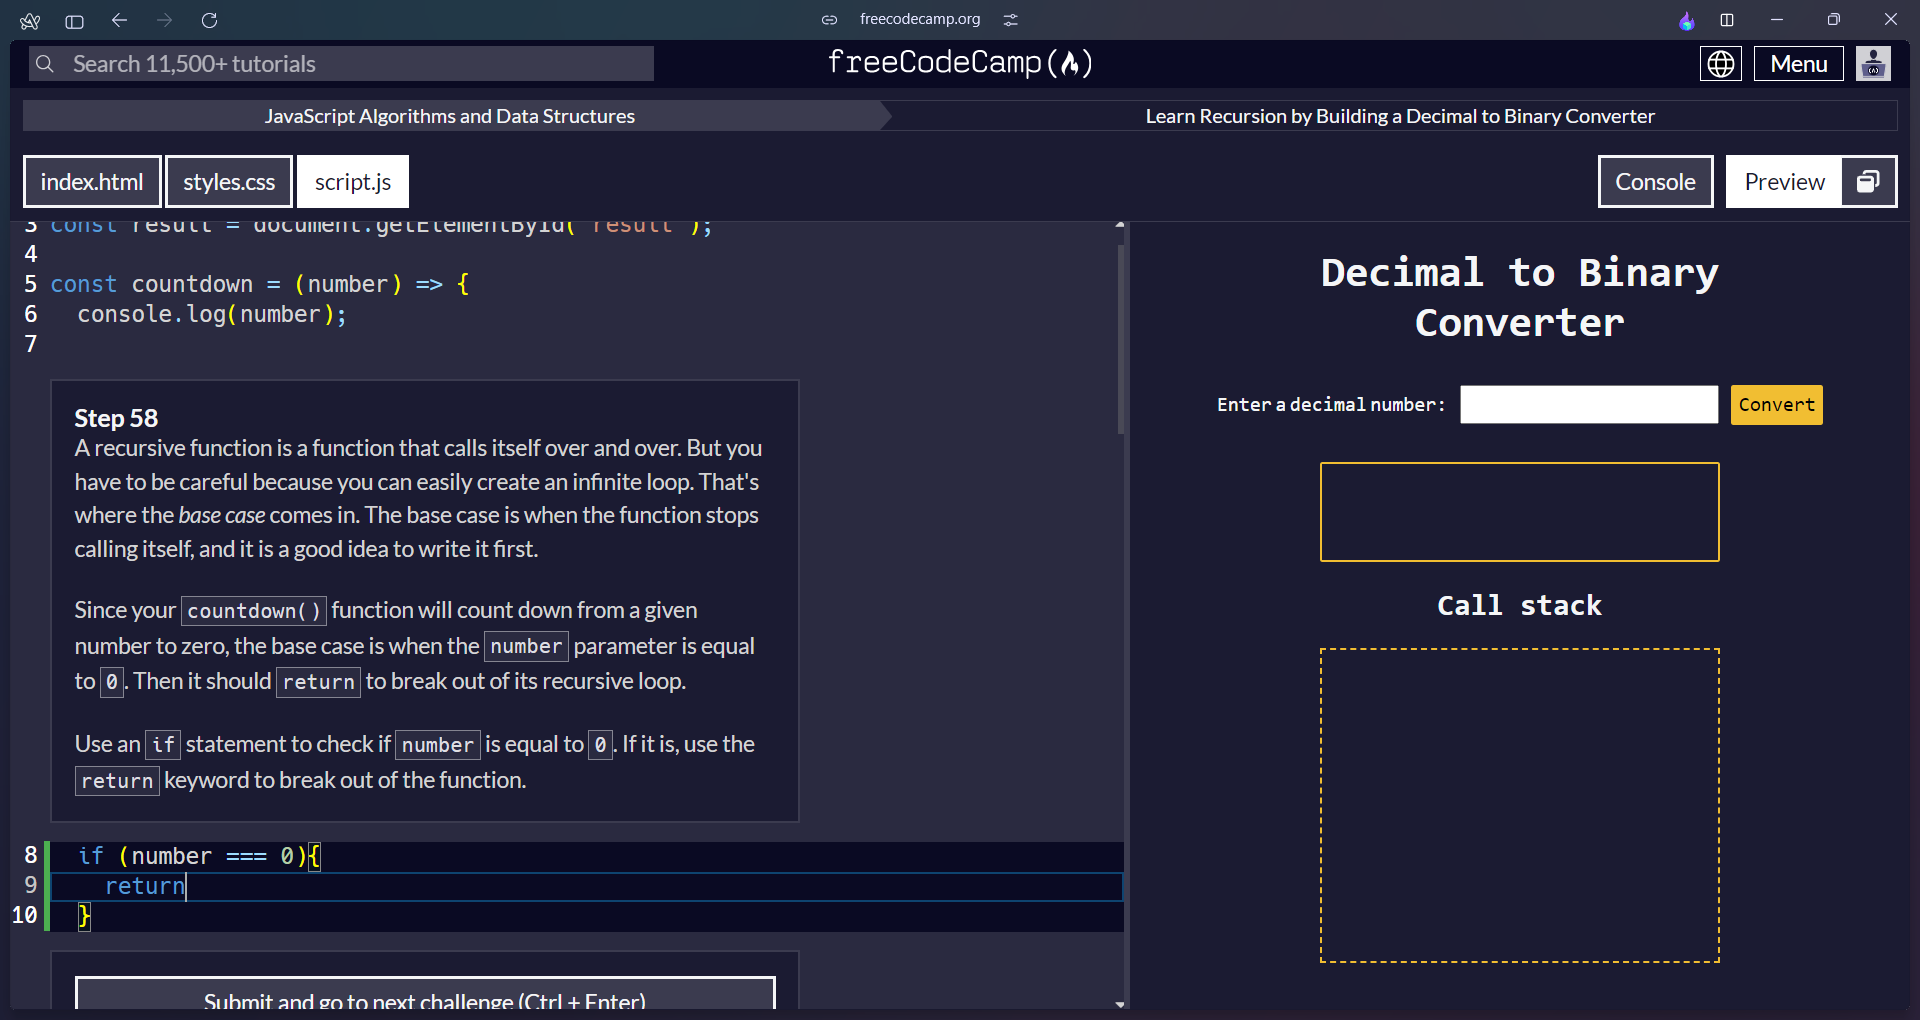 freecodecamp.org
Search 11,500+ tutorials
freeCodeCamp
Menu
JavaScript Algorithms and Data Structures
Learn Recursion by Building a Decimal to Binary Converter
index.html
styles.css
script.js
Console
Preview
3 const result = document.getElementById("result");
4
5 const countdown = (number) => {
6 console.log(number);
7
Step 58
A recursive function is a function that calls itself over and over. But you
have to be careful because you can easily create an infinite loop. That's
where the base case comes in. The base case is when the function stops
calling itself, and it is a good idea to write it first.
Since your countdown() function will count down from a given
number to zero, the base case is when the number parameter is equal
to 0. Then it should return to break out of its recursive loop.
Use an if statement to check if number is equal to 0. If it is, use the
return keyword to break out of the function.
8 if (number === 0){
9 return
10 }
Submit and go to next challenge (Ctrl + Enter)
Decimal to Binary
Converter
Enter a decimal number:
Convert
Call stack